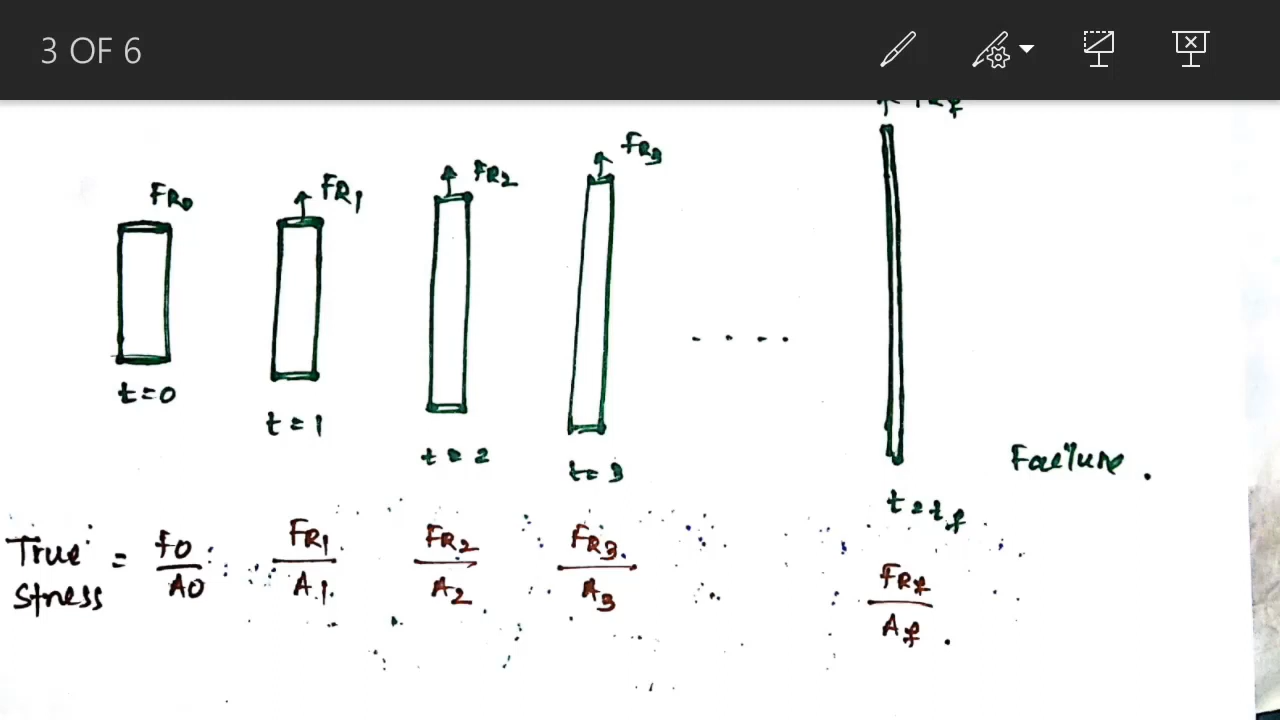 3 OF 6
FR0
FR1
FR2
FR3
FRf
t=0
t=1
t=2
t=3
t=tf
Failure.
True stress = F0/A0
FR1/A1.
FR2/A2
FR3/A3
FRf/Af.